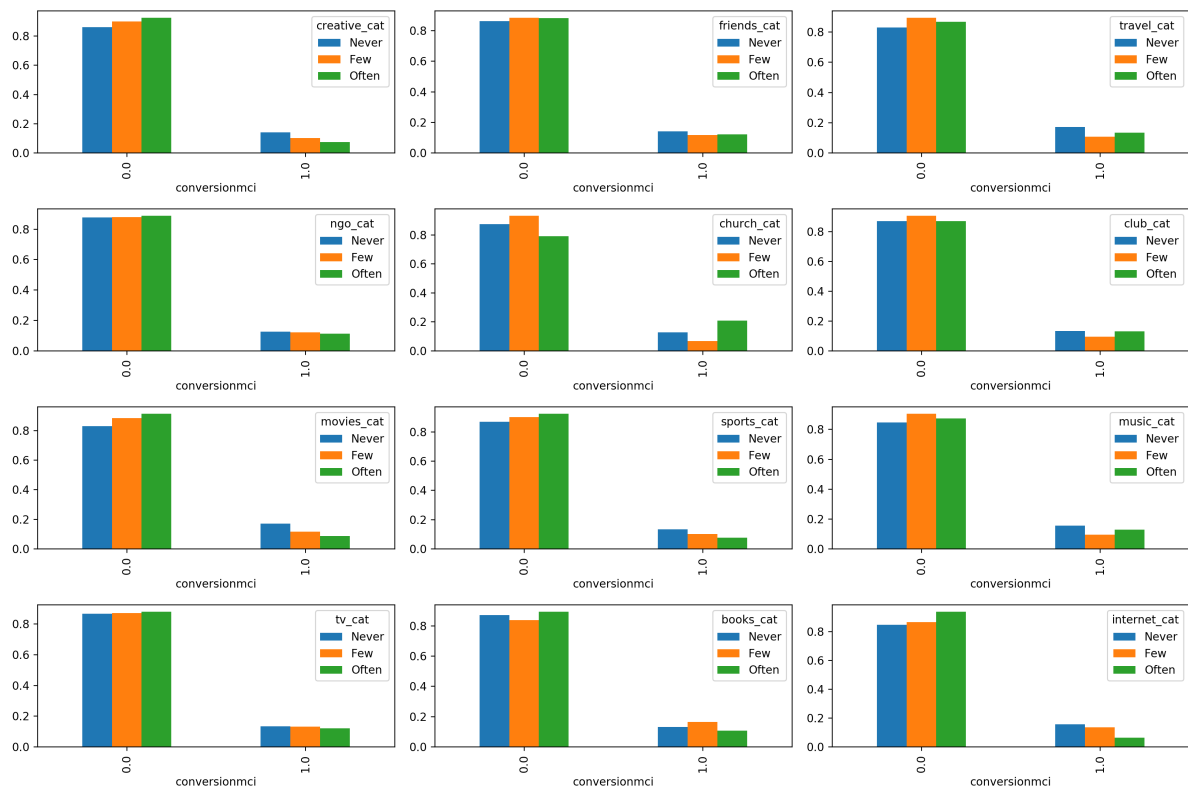 creative_cat
Never
Few
Often
0.8
0.6
0.4
0.2
0.0
0.0
1.0
conversionmci
friends_cat
Never
Few
Often
0.8
0.6
0.4
0.2
0.0
0.0
1.0
conversionmci
travel_cat
Never
Few
Often
0.8
0.6
0.4
0.2
0.0
0.0
1.0
conversionmci
ngo_cat
Never
Few
Often
0.8
0.6
0.4
0.2
0.0
0.0
1.0
conversionmci
church_cat
Never
Few
Often
0.8
0.6
0.4
0.2
0.0
0.0
1.0
conversionmci
club_cat
Never
Few
Often
0.8
0.6
0.4
0.2
0.0
0.0
1.0
conversionmci
movies_cat
Never
Few
Often
0.8
0.6
0.4
0.2
0.0
0.0
1.0
conversionmci
sports_cat
Never
Few
Often
0.8
0.6
0.4
0.2
0.0
0.0
1.0
conversionmci
music_cat
Never
Few
Often
0.8
0.6
0.4
0.2
0.0
0.0
1.0
conversionmci
tv_cat
Never
Few
Often
0.8
0.6
0.4
0.2
0.0
0.0
1.0
conversionmci
books_cat
Never
Few
Often
0.8
0.6
0.4
0.2
0.0
0.0
1.0
conversionmci
internet_cat
Never
Few
Often
0.8
0.6
0.4
0.2
0.0
0.0
1.0
conversionmci